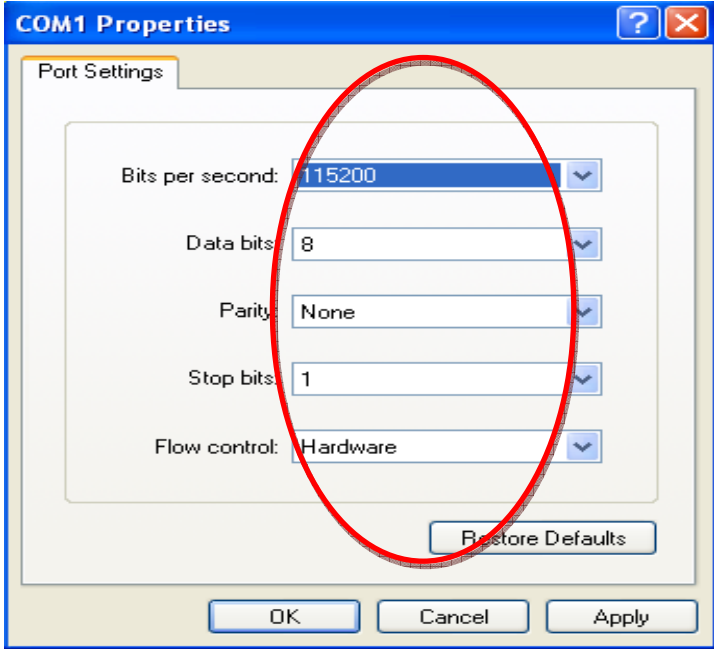 COM1 Properties
Port Settings
Bits per second: 115200
Data bits: 8
Parity: None
Stop bits: 1
Flow control: Hardware
Restore Defaults
OK Cancel Apply